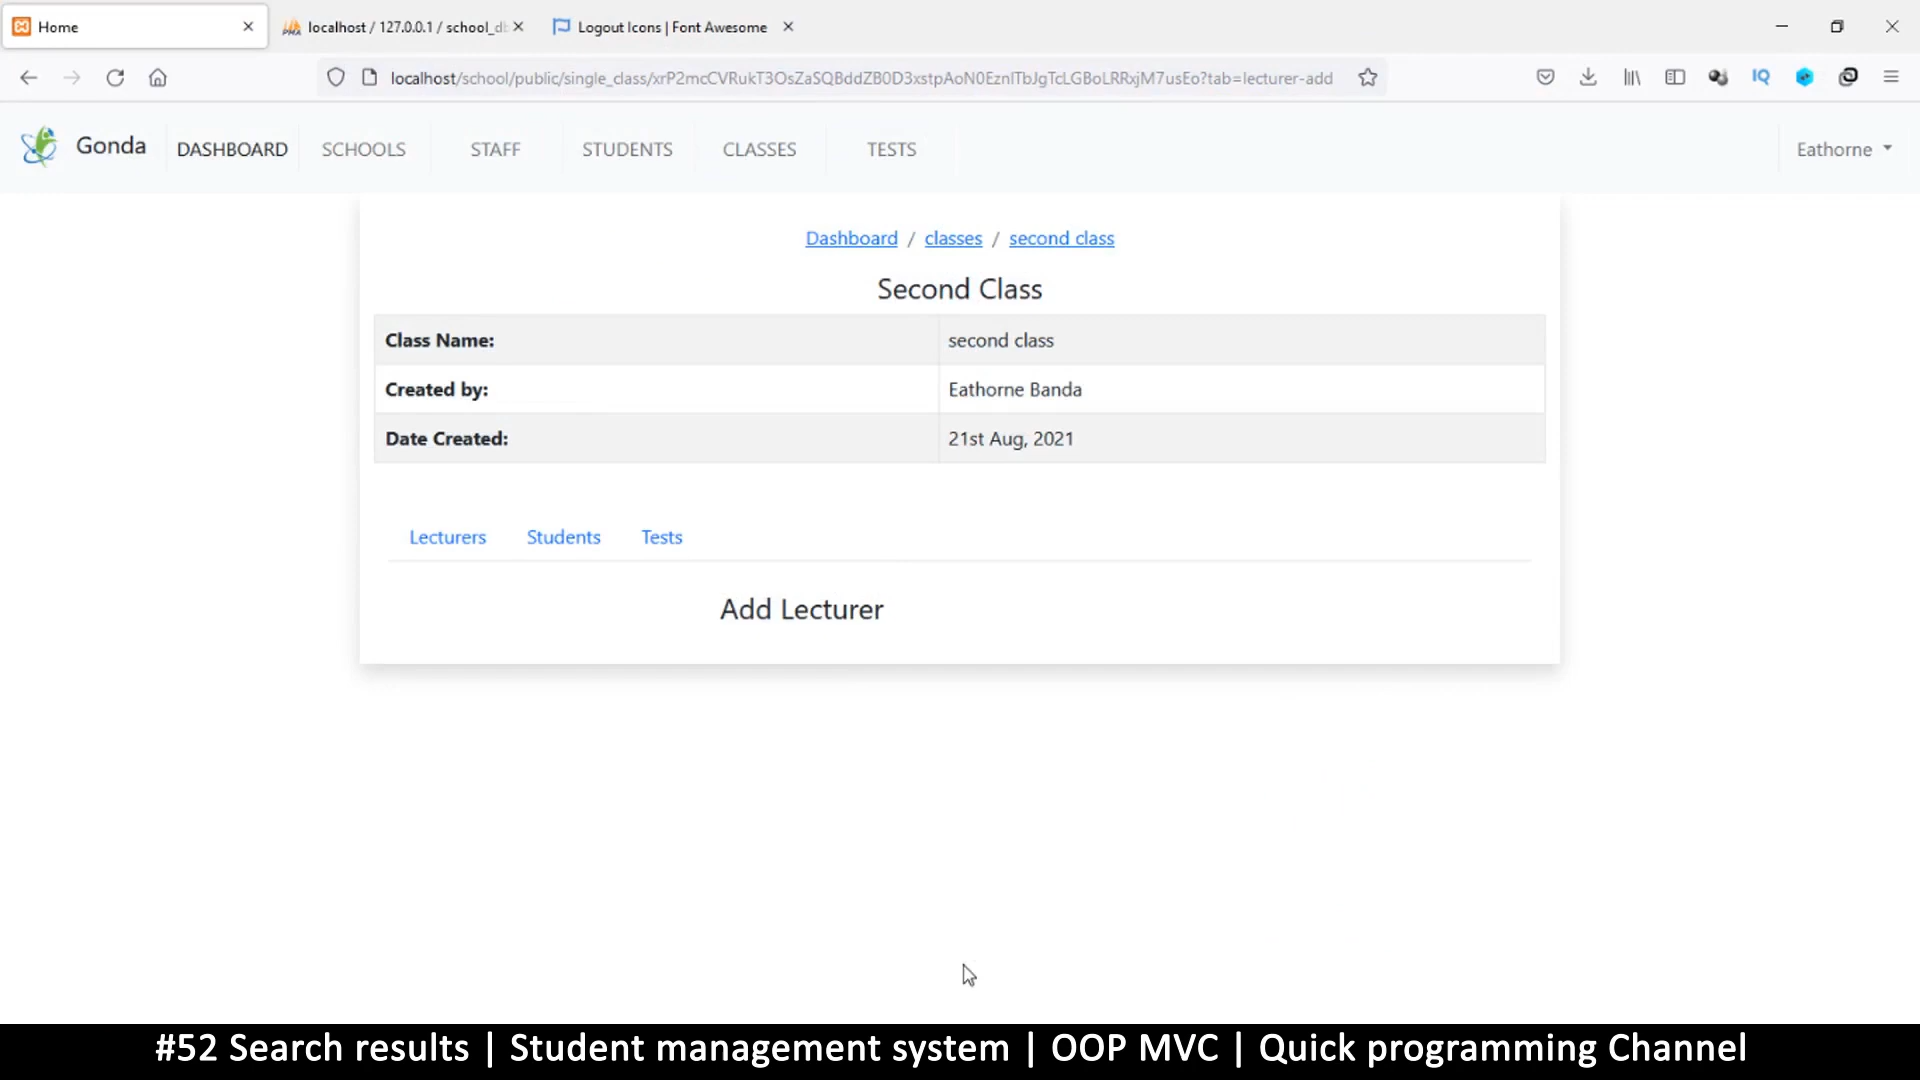 Home
localhost / 127.0.0.1 / school_db
Logout Icons | Font Awesome
localhost/school/public/single_class/xrP2mcCVRukT3OsZaSQBddZB0D3xstpAoN0EznlTbJgTcLGBoLRRxjM7usEo?tab=lecturer-add
IQ
Gonda
DASHBOARD
SCHOOLS
STAFF
STUDENTS
CLASSES
TESTS
Eathorne
Dashboard / classes / second class
Second Class
Class Name: second class
Created by: Eathorne Banda
Date Created: 21st Aug, 2021
Lecturers Students Tests
Add Lecturer
#52 Search results | Student management system | OOP MVC | Quick programming Channel